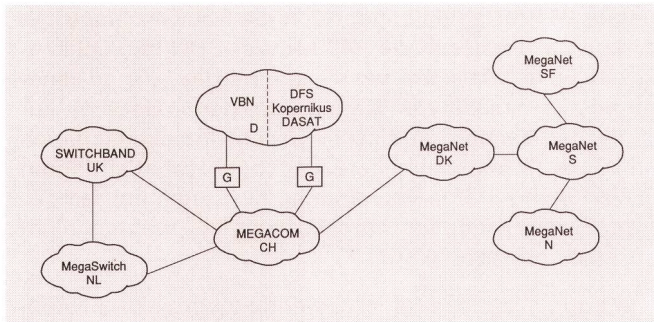 MegaNet
SF
VBN
D
DFS
Kopernikus
DASAT
SWITCHBAND
UK
MegaNet
DK
MegaNet
S
G
G
MEGACOM
CH
MegaNet
N
MegaSwitch
NL